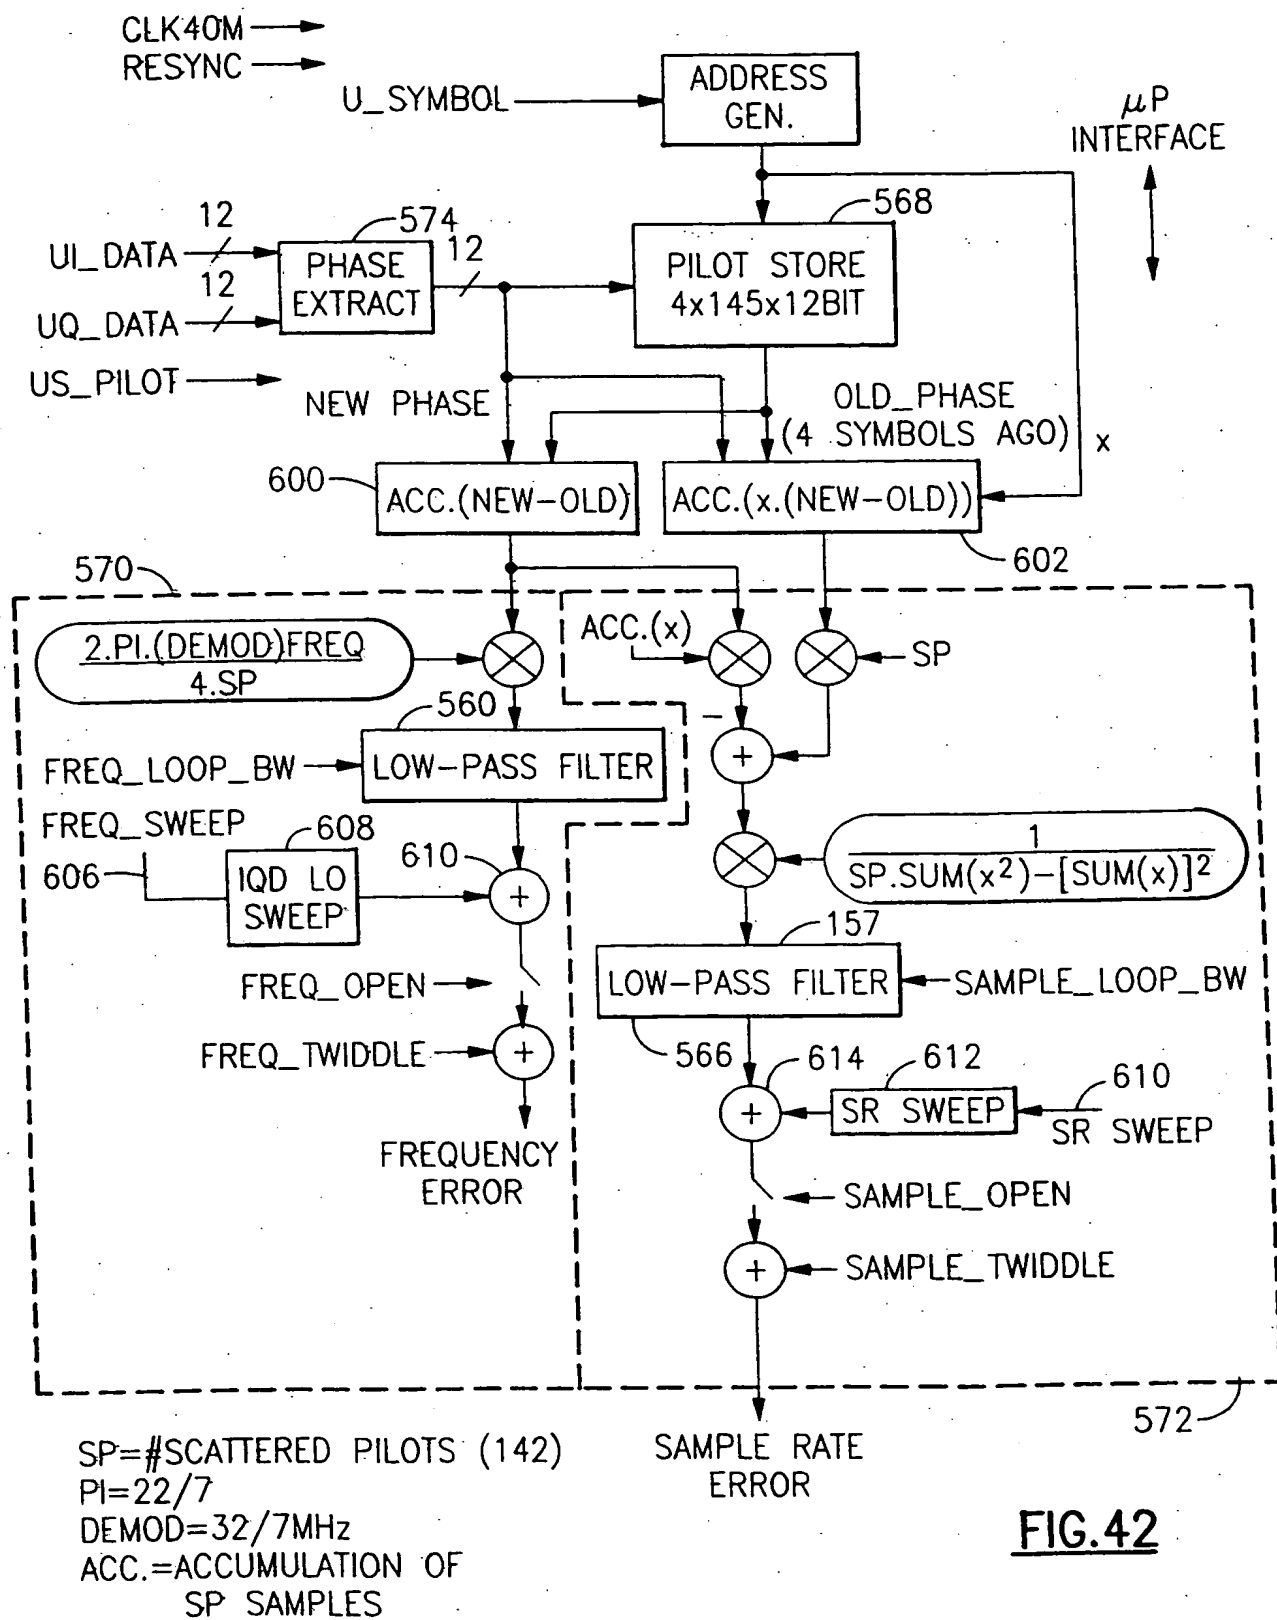 CLK40M
RESYNC
U_SYMBOL
ADDRESS
GEN.
µP
INTERFACE
568
12
574
12
UI_DATA
PHASE
EXTRACT
PILOT STORE
4x145x12BIT
12
UQ_DATA
US_PILOT
NEW PHASE
OLD_PHASE
(4 SYMBOLS AGO)
x
600
ACC.(NEW-OLD)
ACC.(x.(NEW-OLD))
602
570
2.PI.(DEMOD)FREQ
4.SP
ACC.(x)
SP
560
–
FREQ_LOOP_BW
LOW-PASS FILTER
+
FREQ_SWEEP
608
610
606
IQD LO
SWEEP
+
1
SP.SUM(x²)-[SUM(x)]²
157
FREQ_OPEN
LOW-PASS FILTER
SAMPLE_LOOP_BW
FREQ_TWIDDLE
+
566
614
612
610
+
SR SWEEP
SR SWEEP
FREQUENCY
ERROR
SAMPLE_OPEN
+
SAMPLE_TWIDDLE
572
SP=#SCATTERED PILOTS (142)
PI=22/7
DEMOD=32/7MHz
ACC.=ACCUMULATION OF
SP SAMPLES
SAMPLE RATE
ERROR
FIG.42